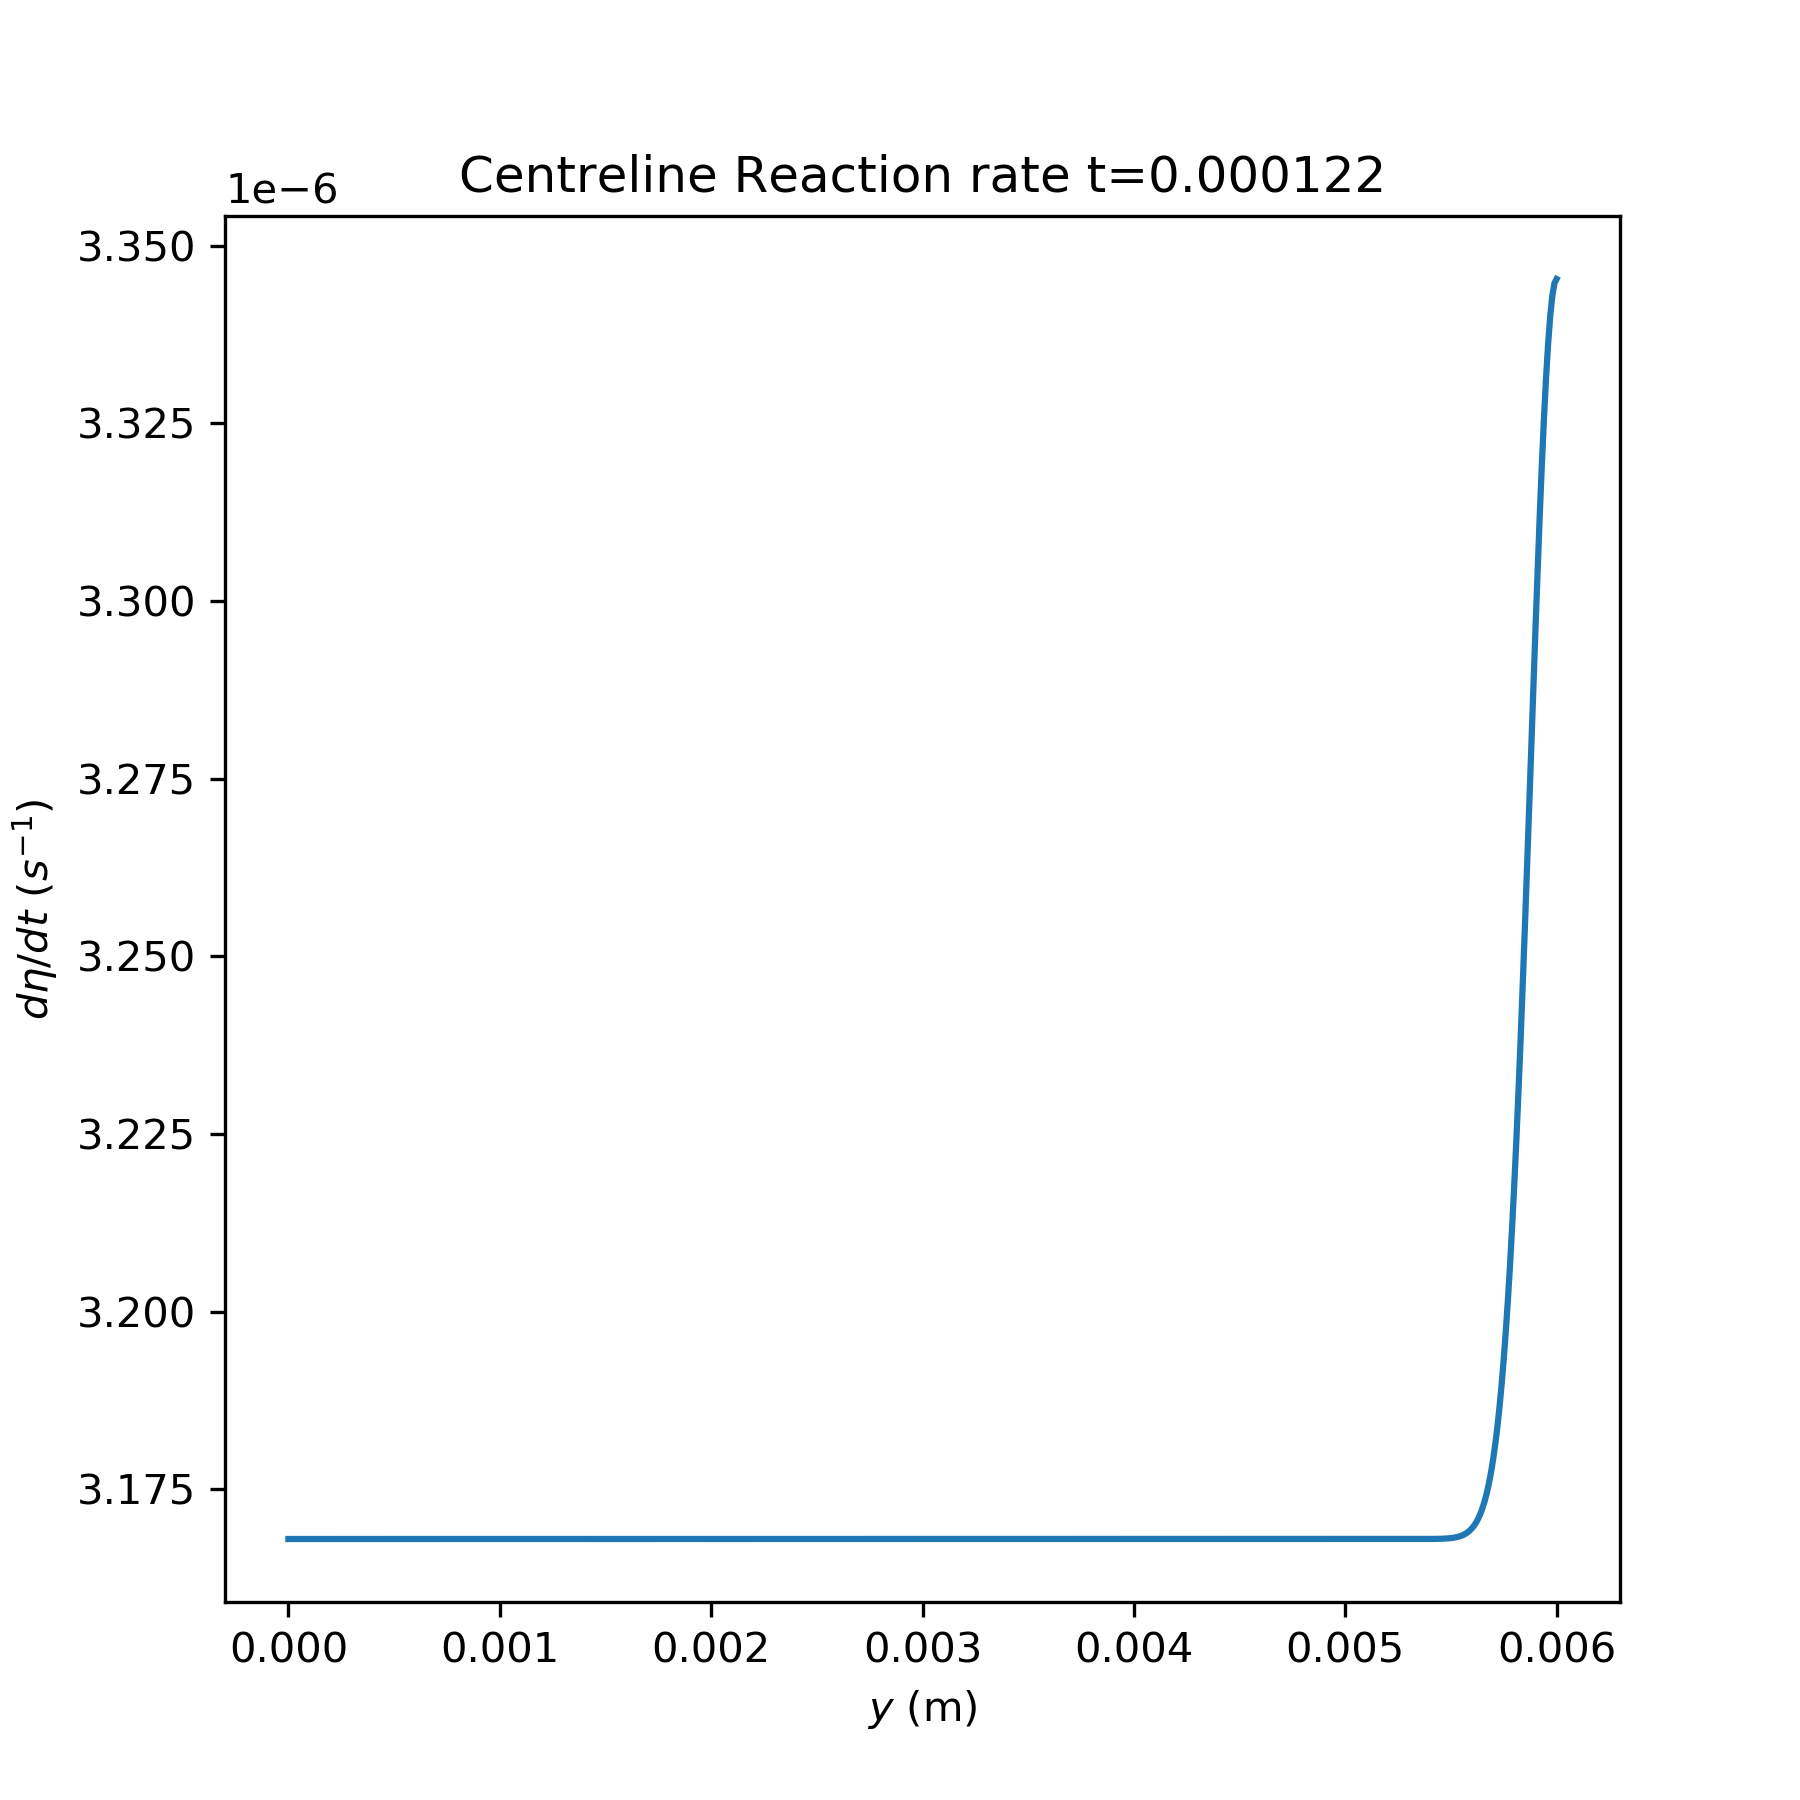 Centreline Reaction rate t=0.000122
1e−6
3.350
3.325
3.300
3.275
3.250
3.225
3.200
3.175
dη/dt (s⁻¹)
0.000 0.001 0.002 0.003 0.004 0.005 0.006
y (m)